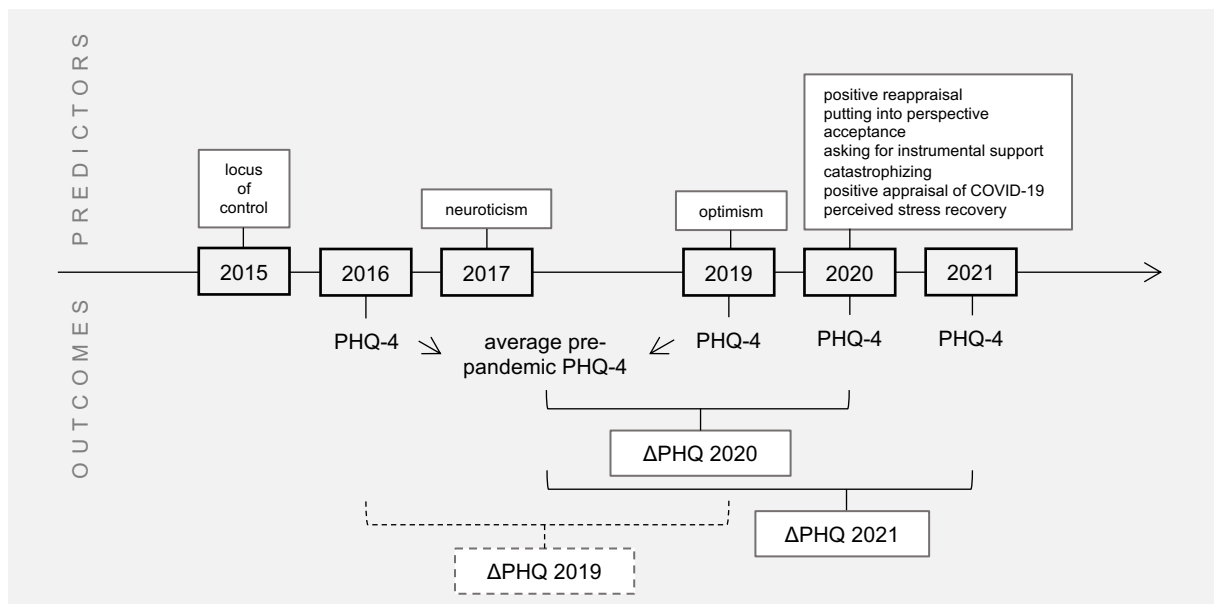 PREDICTORS
positive reappraisal
putting into perspective
acceptance
asking for instrumental support
catastrophizing
positive appraisal of COVID-19
perceived stress recovery
locus
of
control
neuroticism
optimism
2015
2016
2017
2019
2020
2021
OUTCOMES
PHQ-4
average pre-
pandemic PHQ-4
PHQ-4
PHQ-4
PHQ-4
ΔPHQ 2020
ΔPHQ 2021
ΔPHQ 2019